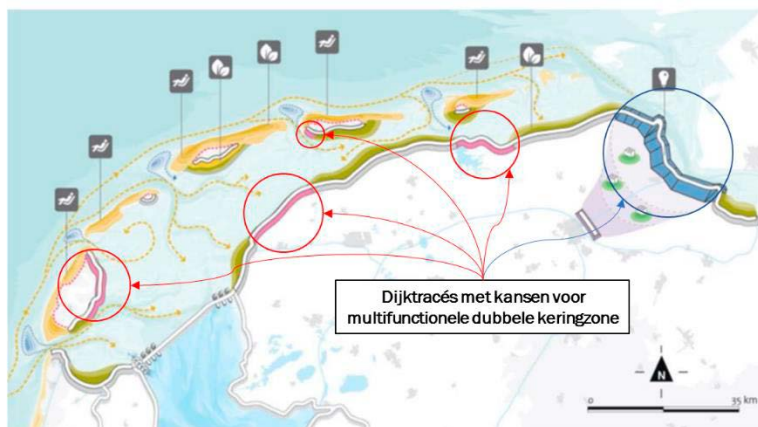 Dijktracés met kansen voor
multifunctionele dubbele keringzone
N
0 35 km